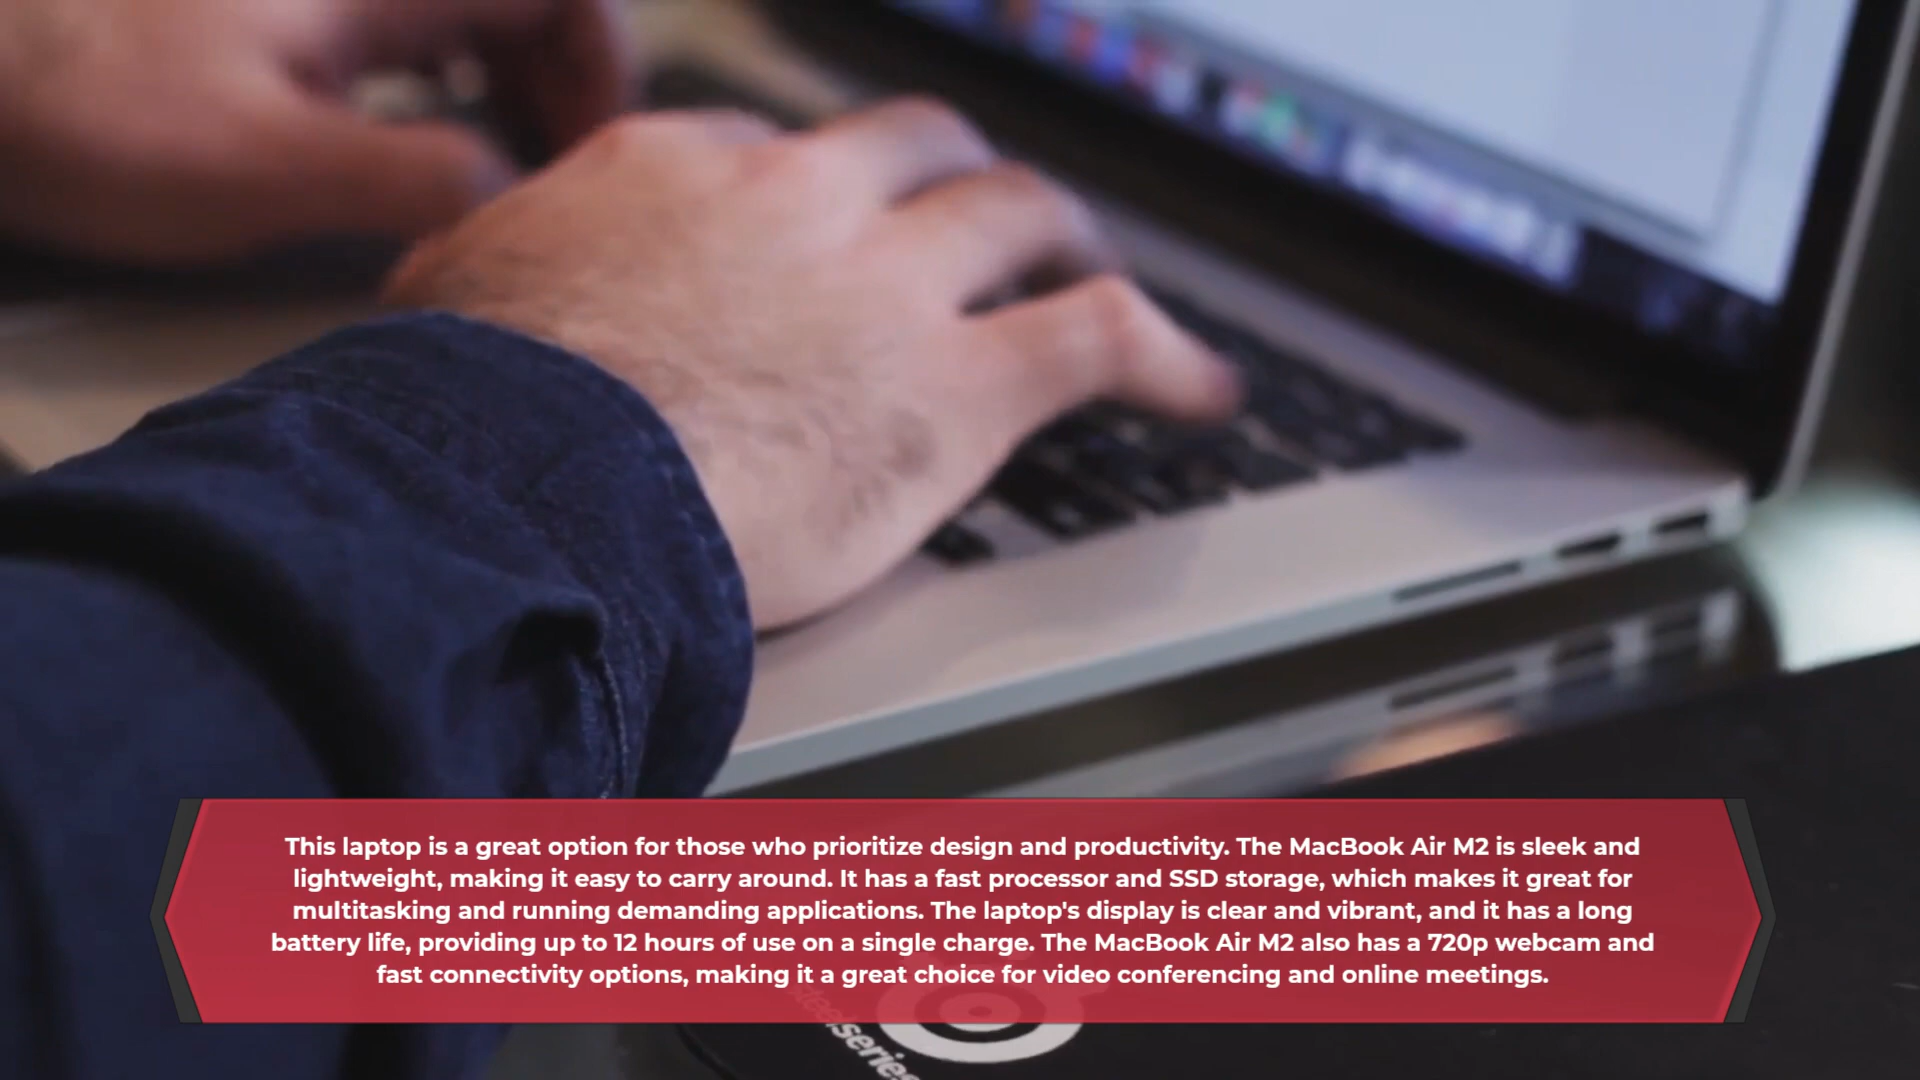 This laptop is a great option for those who prioritize design and productivity. The MacBook Air M2 is sleek and
lightweight, making it easy to carry around. It has a fast processor and SSD storage, which makes it great for
multitasking and running demanding applications. The laptop's display is clear and vibrant, and it has a long
battery life, providing up to 12 hours of use on a single charge. The MacBook Air M2 also has a 720p webcam and
fast connectivity options, making it a great choice for video conferencing and online meetings.
steelseries